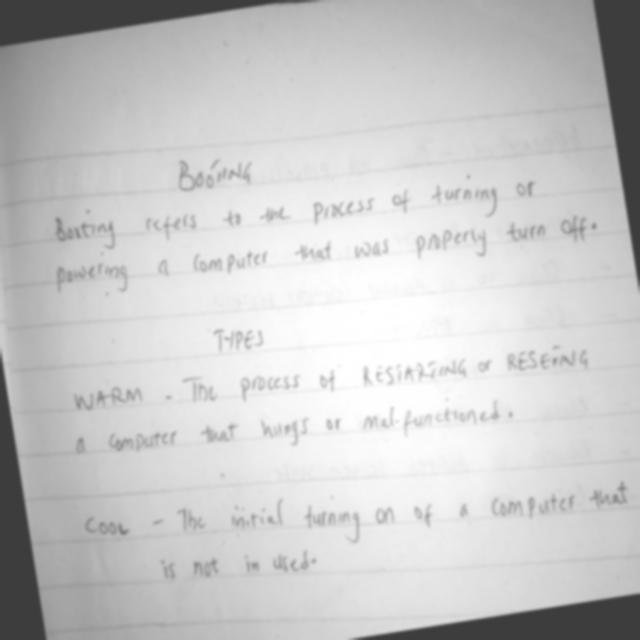 BOOTING
Booting refers to the process of turning or
powering a computer that was properly turn off.
TYPES
WARM - The process of RESTARTING or RESETING
a computer that hungs or mal-functioned.
COOL - The initial turning on of a computer that
is not in used.